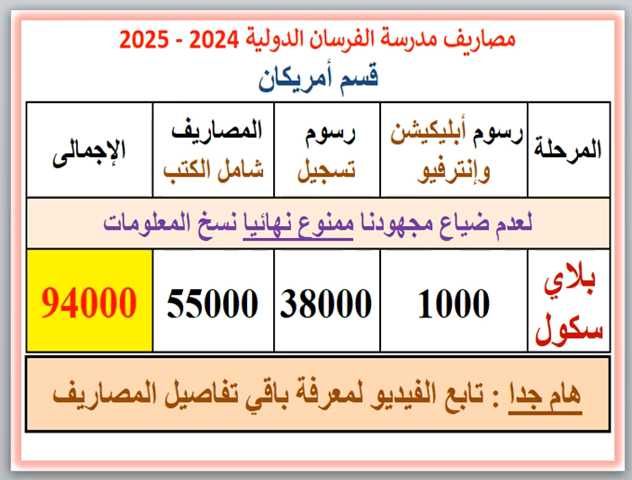 مصاريف مدرسة الفرسان الدولية 2024 - 2025
قسم أمريكان
المرحلة
رسوم أبليكيشن
وإنترفيو
رسوم
تسجيل
المصاريف
شامل الكتب
الإجمالى
لعدم ضياع مجهودنا ممنوع نهائيا نسخ المعلومات
بلاي
سكول
1000
38000
55000
94000
هام جدا : تابع الفيديو لمعرفة باقي تفاصيل المصاريف